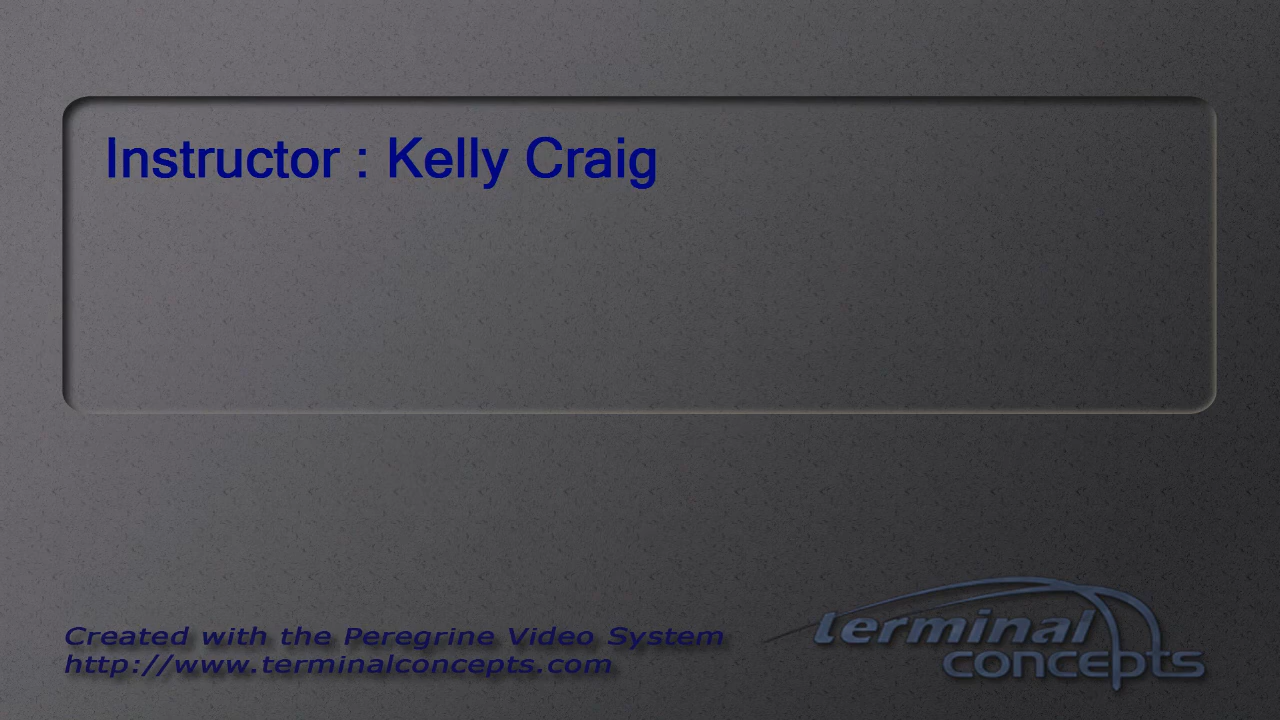 Instructor : Kelly Craig
Created with the Peregrine Video System
http://www.terminalconcepts.com
terminal
concepts